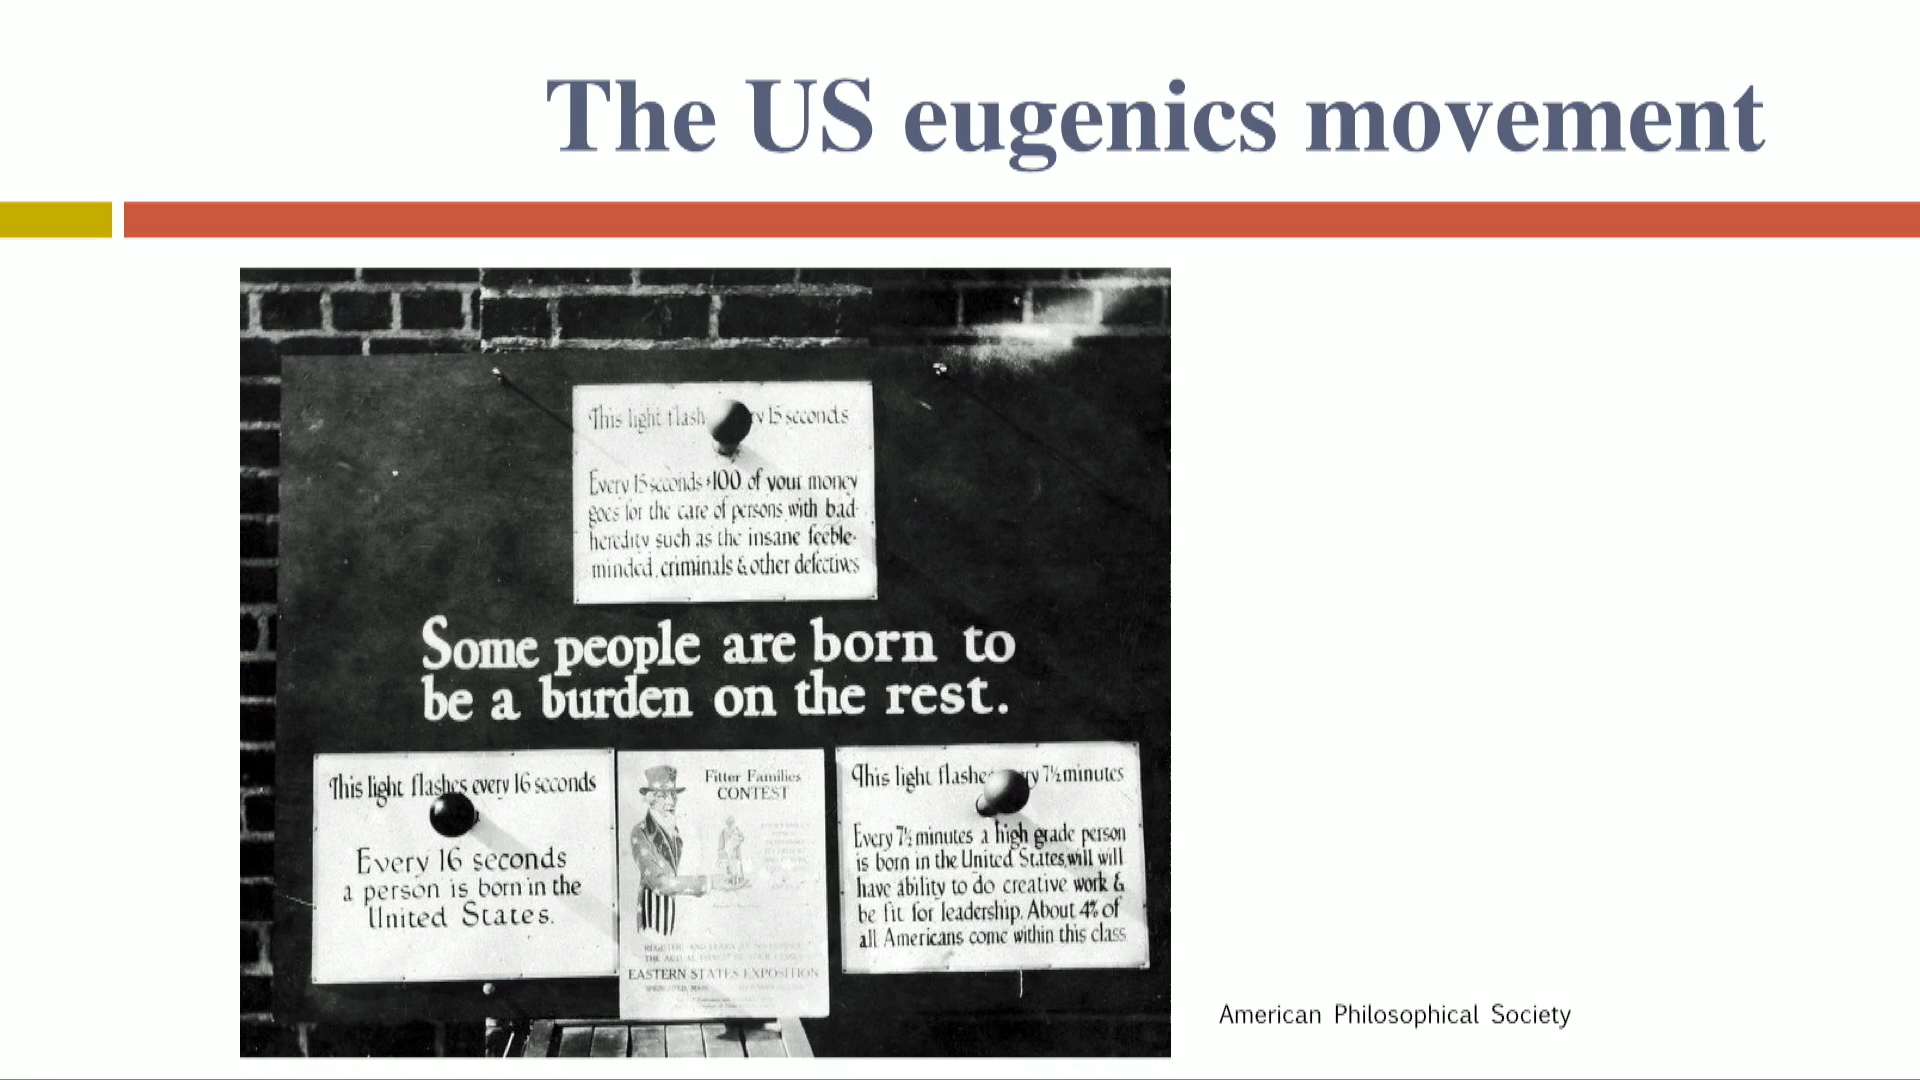 The US eugenics movement
This light flash ry 15 seconds
Every 15 seconds $100 of your money
goes for the care of persons with bad
heredity such as the insane feeble-
minded, criminals & other defectives
Some people are born to
be a burden on the rest.
This light flashes every 16 seconds
Every 16 seconds
a person is born in the
United States.
Fitter Families
CONTEST
EASTERN STATES EXPOSITION
SPRINGFIELD, MASS.
This light flashes ry 7½ minutes
Every 7½ minutes a high grade person
is born in the United States, will will
have ability to do creative work &
be fit for leadership. About 4% of
all Americans come within this class
American Philosophical Society